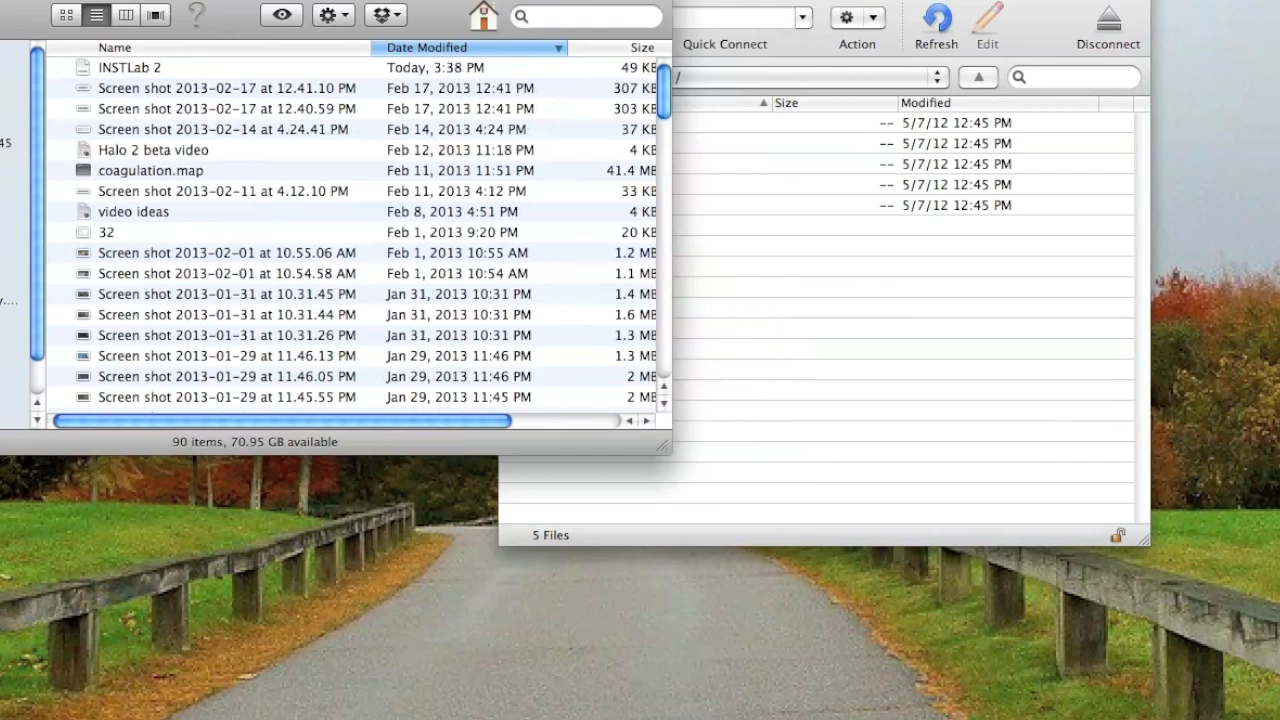 Quick Connect Action Refresh Edit Disconnect
/
Name Date Modified Size
INSTLab 2 Today, 3:38 PM 49 KB
Screen shot 2013-02-17 at 12.41.10 PM Feb 17, 2013 12:41 PM 307 KB
Screen shot 2013-02-17 at 12.40.59 PM Feb 17, 2013 12:41 PM 303 KB
Screen shot 2013-02-14 at 4.24.41 PM Feb 14, 2013 4:24 PM 37 KB
Halo 2 beta video Feb 12, 2013 11:18 PM 4 KB
coagulation.map Feb 11, 2013 11:51 PM 41.4 MB
Screen shot 2013-02-11 at 4.12.10 PM Feb 11, 2013 4:12 PM 33 KB
video ideas Feb 8, 2013 4:51 PM 4 KB
32 Feb 1, 2013 9:20 PM 20 KB
Screen shot 2013-02-01 at 10.55.06 AM Feb 1, 2013 10:55 AM 1.2 MB
Screen shot 2013-02-01 at 10.54.58 AM Feb 1, 2013 10:54 AM 1.1 MB
Screen shot 2013-01-31 at 10.31.45 PM Jan 31, 2013 10:31 PM 1.4 MB
Screen shot 2013-01-31 at 10.31.44 PM Jan 31, 2013 10:31 PM 1.6 MB
Screen shot 2013-01-31 at 10.31.26 PM Jan 31, 2013 10:31 PM 1.3 MB
Screen shot 2013-01-29 at 11.46.13 PM Jan 29, 2013 11:46 PM 1.3 MB
Screen shot 2013-01-29 at 11.46.05 PM Jan 29, 2013 11:46 PM 2 MB
Screen shot 2013-01-29 at 11.45.55 PM Jan 29, 2013 11:45 PM 2 MB
90 items, 70.95 GB available
45
y....
Size Modified
-- 5/7/12 12:45 PM
-- 5/7/12 12:45 PM
-- 5/7/12 12:45 PM
-- 5/7/12 12:45 PM
-- 5/7/12 12:45 PM
5 Files